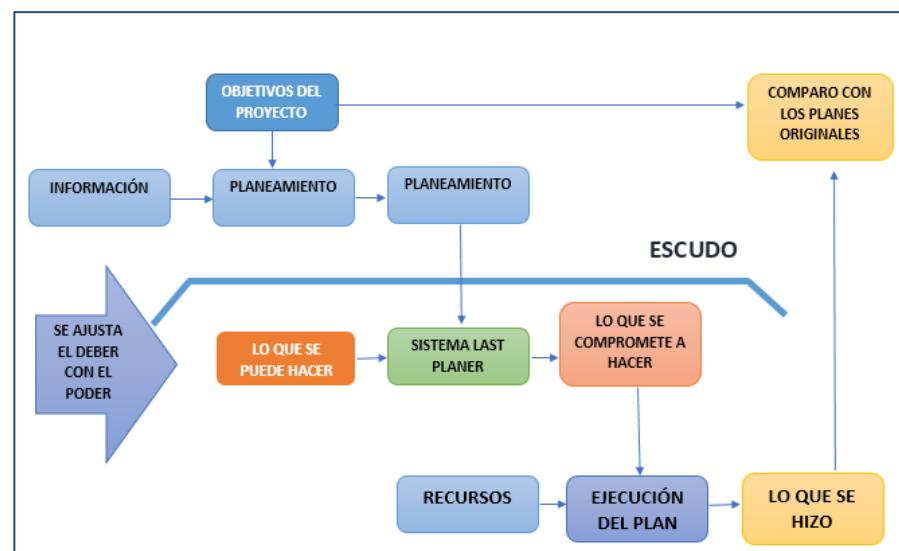 OBJETIVOS DEL
PROYECTO
COMPARO CON
LOS PLANES
ORIGINALES
INFORMACIÓN
PLANEAMIENTO
PLANEAMIENTO
ESCUDO
SE AJUSTA
EL DEBER
CON EL
PODER
LO QUE SE
PUEDE HACER
SISTEMA LAST
PLANER
LO QUE SE
COMPROMETE A
HACER
RECURSOS
EJECUCIÓN
DEL PLAN
LO QUE SE
HIZO